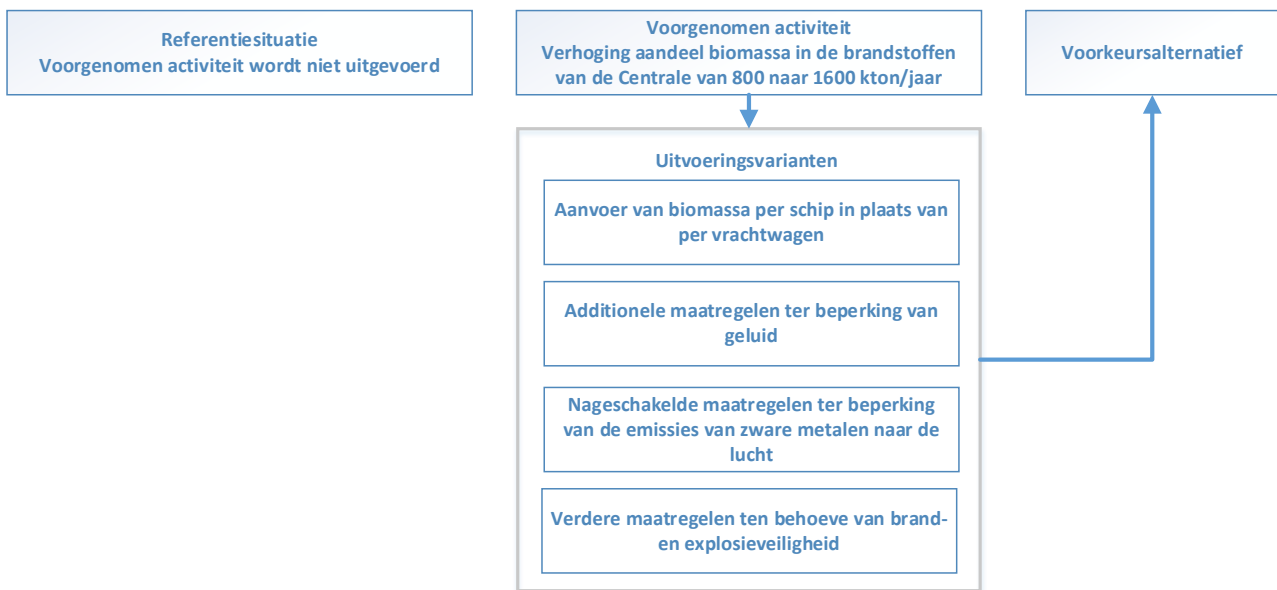 Referentiesituatie
Voorgenomen activiteit wordt niet uitgevoerd
Voorgenomen activiteit
Verhoging aandeel biomassa in de brandstoffen
van de Centrale van 800 naar 1600 kton/jaar
Voorkeursalternatief
Uitvoeringsvarianten
Aanvoer van biomassa per schip in plaats van
per vrachtwagen
Additionele maatregelen ter beperking van
geluid
Nageschakelde maatregelen ter beperking
van de emissies van zware metalen naar de
lucht
Verdere maatregelen ten behoeve van brand-
en explosieveiligheid